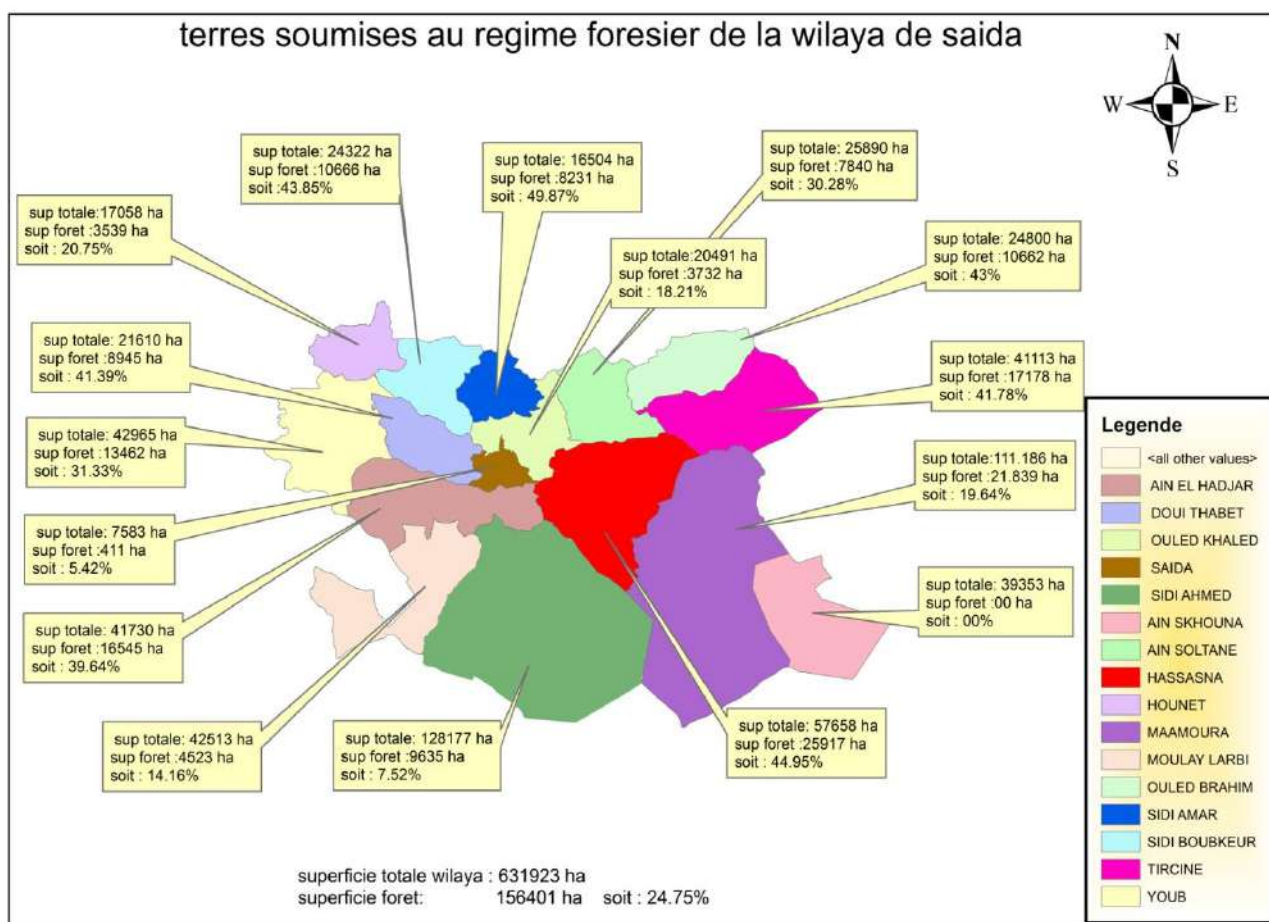 terres soumises au regime foresier de la wilaya de saida
N
W
E
S
sup totale: 24322 ha
sup foret :10666 ha
soit :43.85%
sup totale: 16504 ha
sup foret :8231 ha
soit : 49.87%
sup totale: 25890 ha
sup foret :7840 ha
soit : 30.28%
sup totale:17058 ha
sup foret :3539 ha
soit : 20.75%
sup totale:20491 ha
sup foret :3732 ha
soit : 18.21%
sup totale: 24800 ha
sup foret :10662 ha
soit : 43%
sup totale: 21610 ha
sup foret :8945 ha
soit : 41.39%
sup totale: 41113 ha
sup foret : 17178 ha
soit : 41.78%
sup totale: 42965 ha
sup foret :13462 ha
soit : 31.33%
sup totale:111.186 ha
sup foret :21.839 ha
soit : 19.64%
sup totale: 7583 ha
sup foret :411 ha
soit : 5.42%
sup totale: 39353 ha
sup foret :00 ha
soit : 00%
sup totale: 41730 ha
sup foret :16545 ha
soit : 39.64%
sup totale: 42513 ha
sup foret :4523 ha
soit : 14.16%
sup totale: 128177 ha
sup foret :9635 ha
soit : 7.52%
sup totale: 57658 ha
sup foret :25917 ha
soit : 44.95%
superficie totale wilaya : 631923 ha
superficie foret: 156401 ha soit : 24.75%
Legende
<all other values>
AIN EL HADJAR
DOUI THABET
OULED KHALED
SAIDA
SIDI AHMED
AIN SKHOUNA
AIN SOLTANE
HASSASNA
HOUNET
MAAMOURA
MOULAY LARBI
OULED BRAHIM
SIDI AMAR
SIDI BOUBKEUR
TIRCINE
YOUB